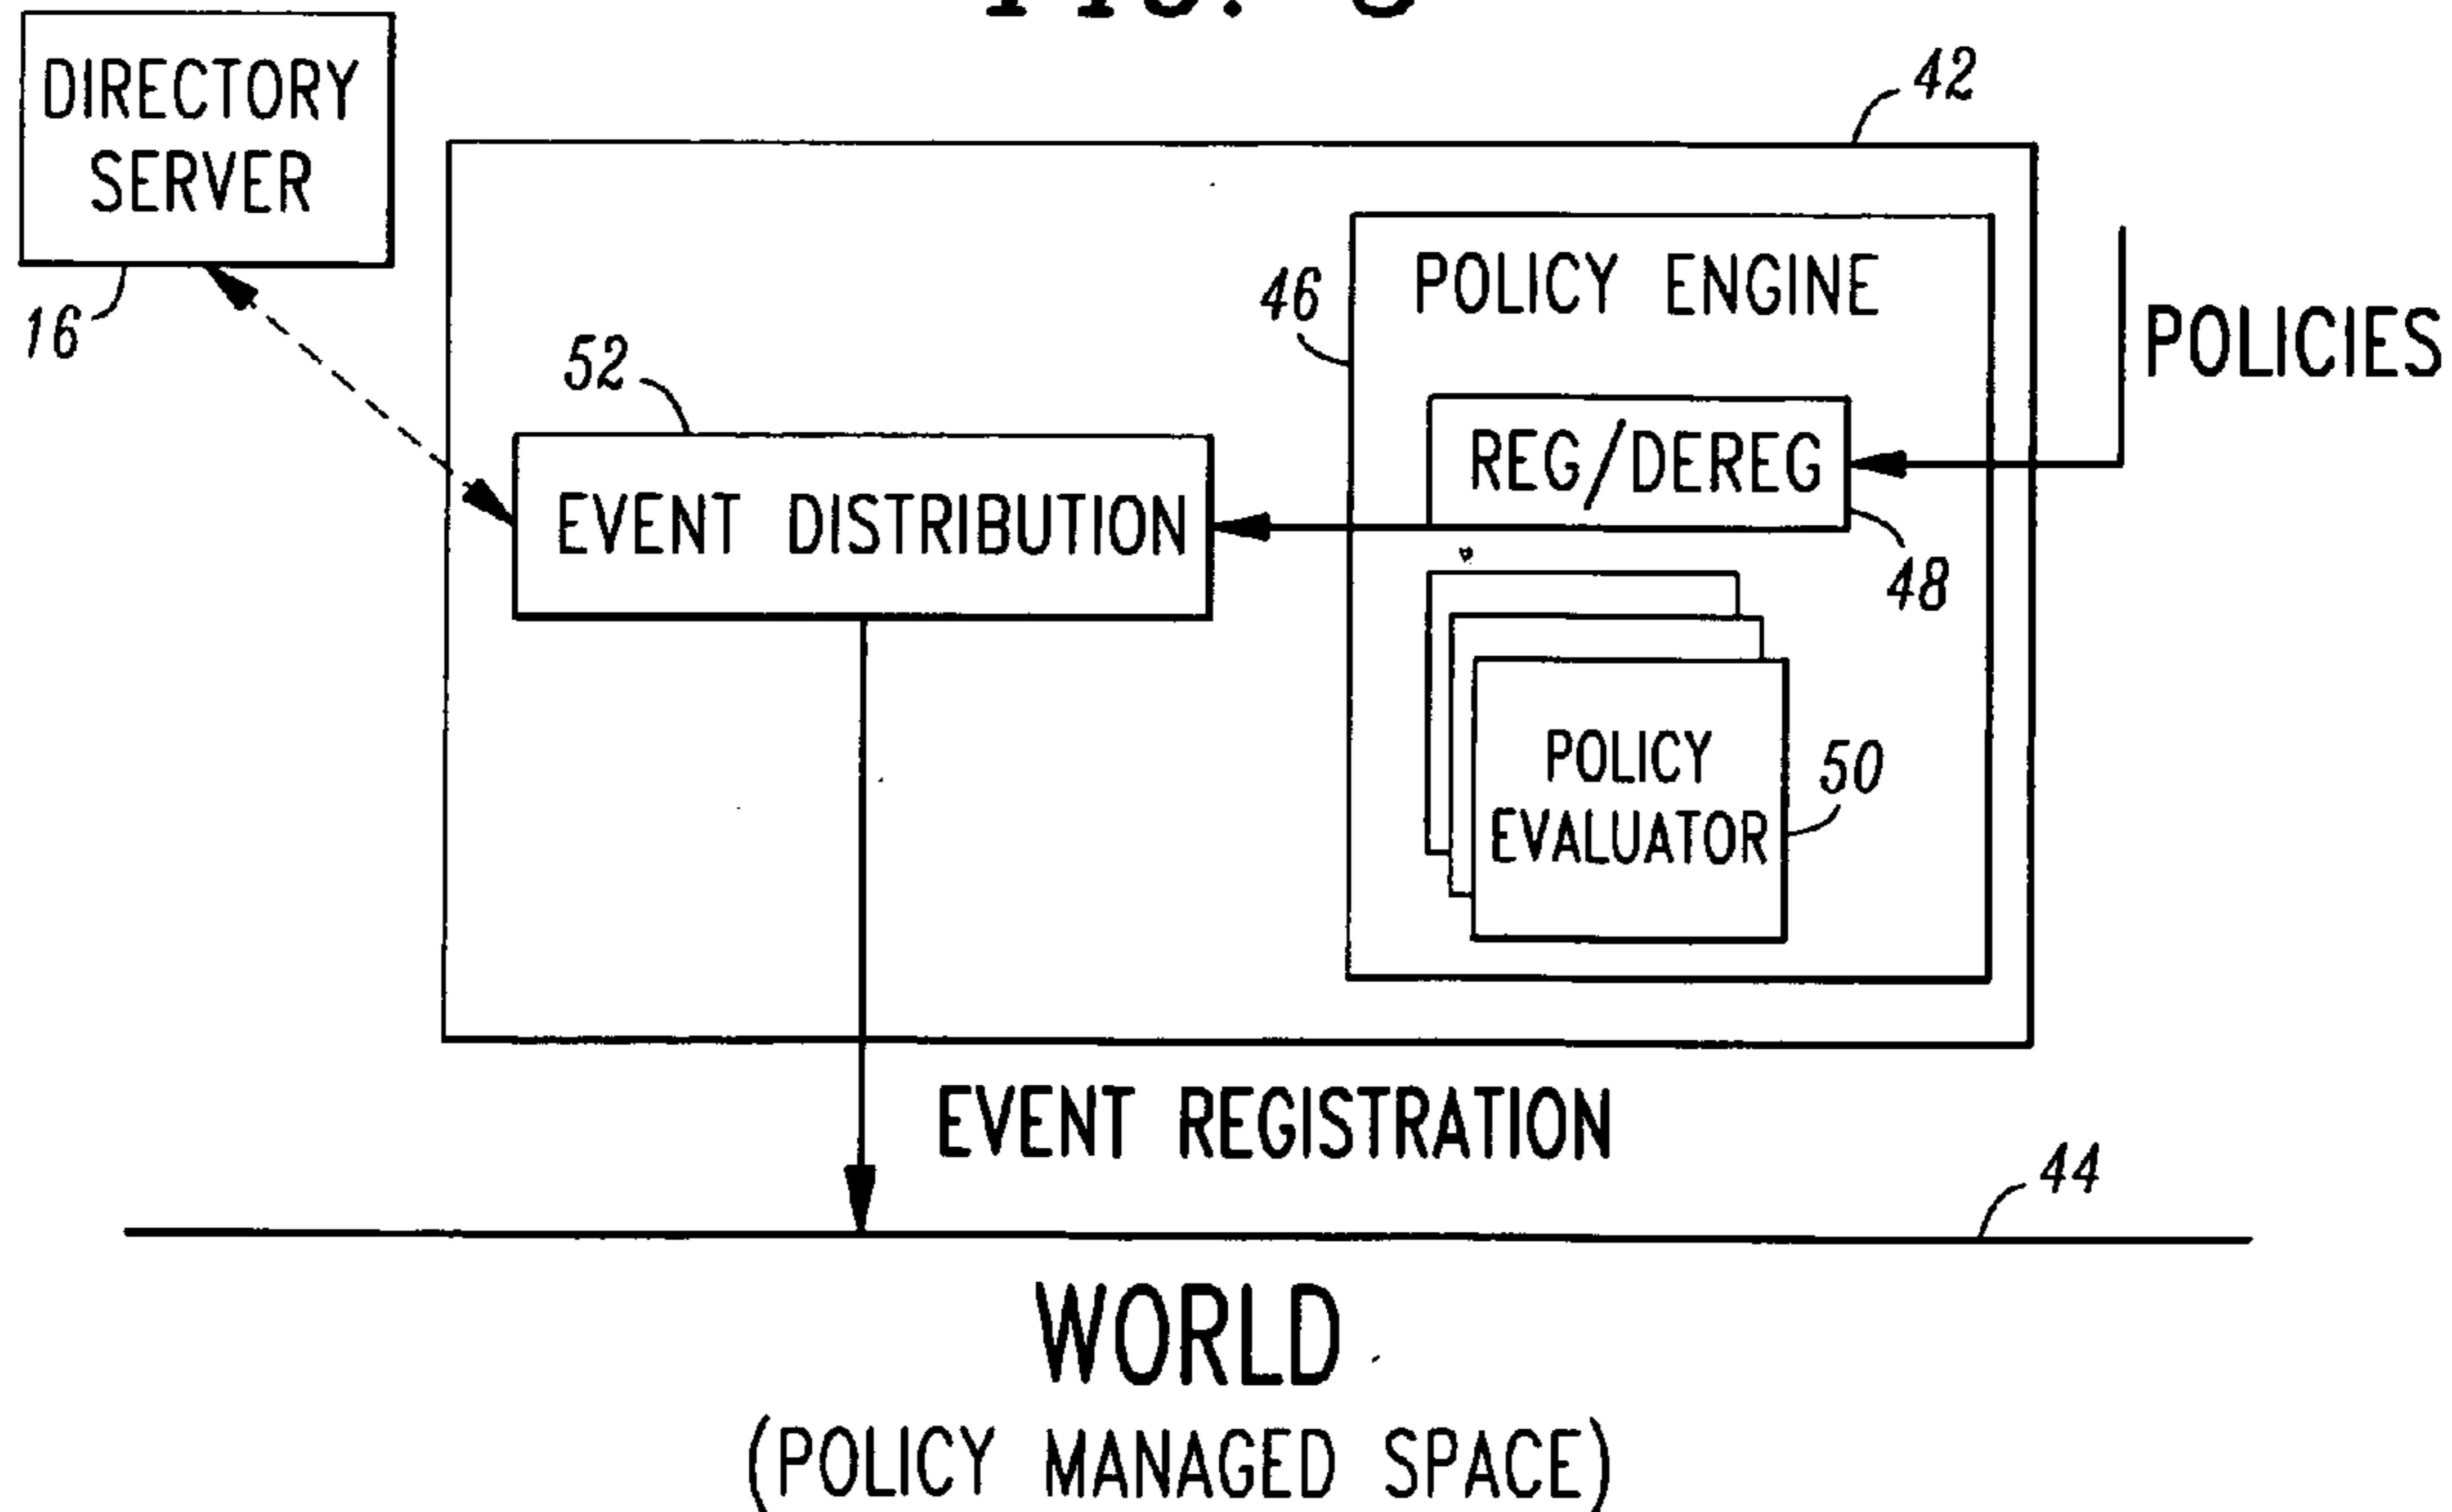 DIRECTORY
SERVER
16
42
POLICY ENGINE
46
POLICIES
52
REG/DEREG
EVENT DISTRIBUTION
48
POLICY
EVALUATOR
50
EVENT REGISTRATION
44
WORLD
(POLICY MANAGED SPACE)